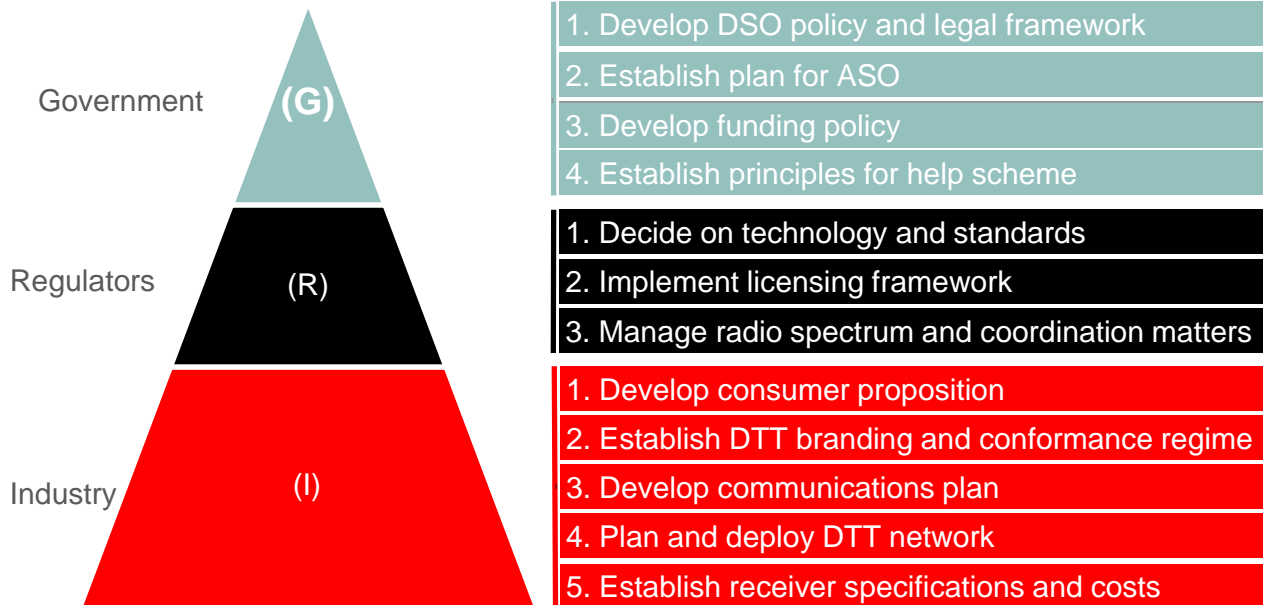 Government
(G)
1. Develop DSO policy and legal framework
2. Establish plan for ASO
3. Develop funding policy
4. Establish principles for help scheme
Regulators
(R)
1. Decide on technology and standards
2. Implement licensing framework
3. Manage radio spectrum and coordination matters
Industry
(I)
1. Develop consumer proposition
2. Establish DTT branding and conformance regime
3. Develop communications plan
4. Plan and deploy DTT network
5. Establish receiver specifications and costs